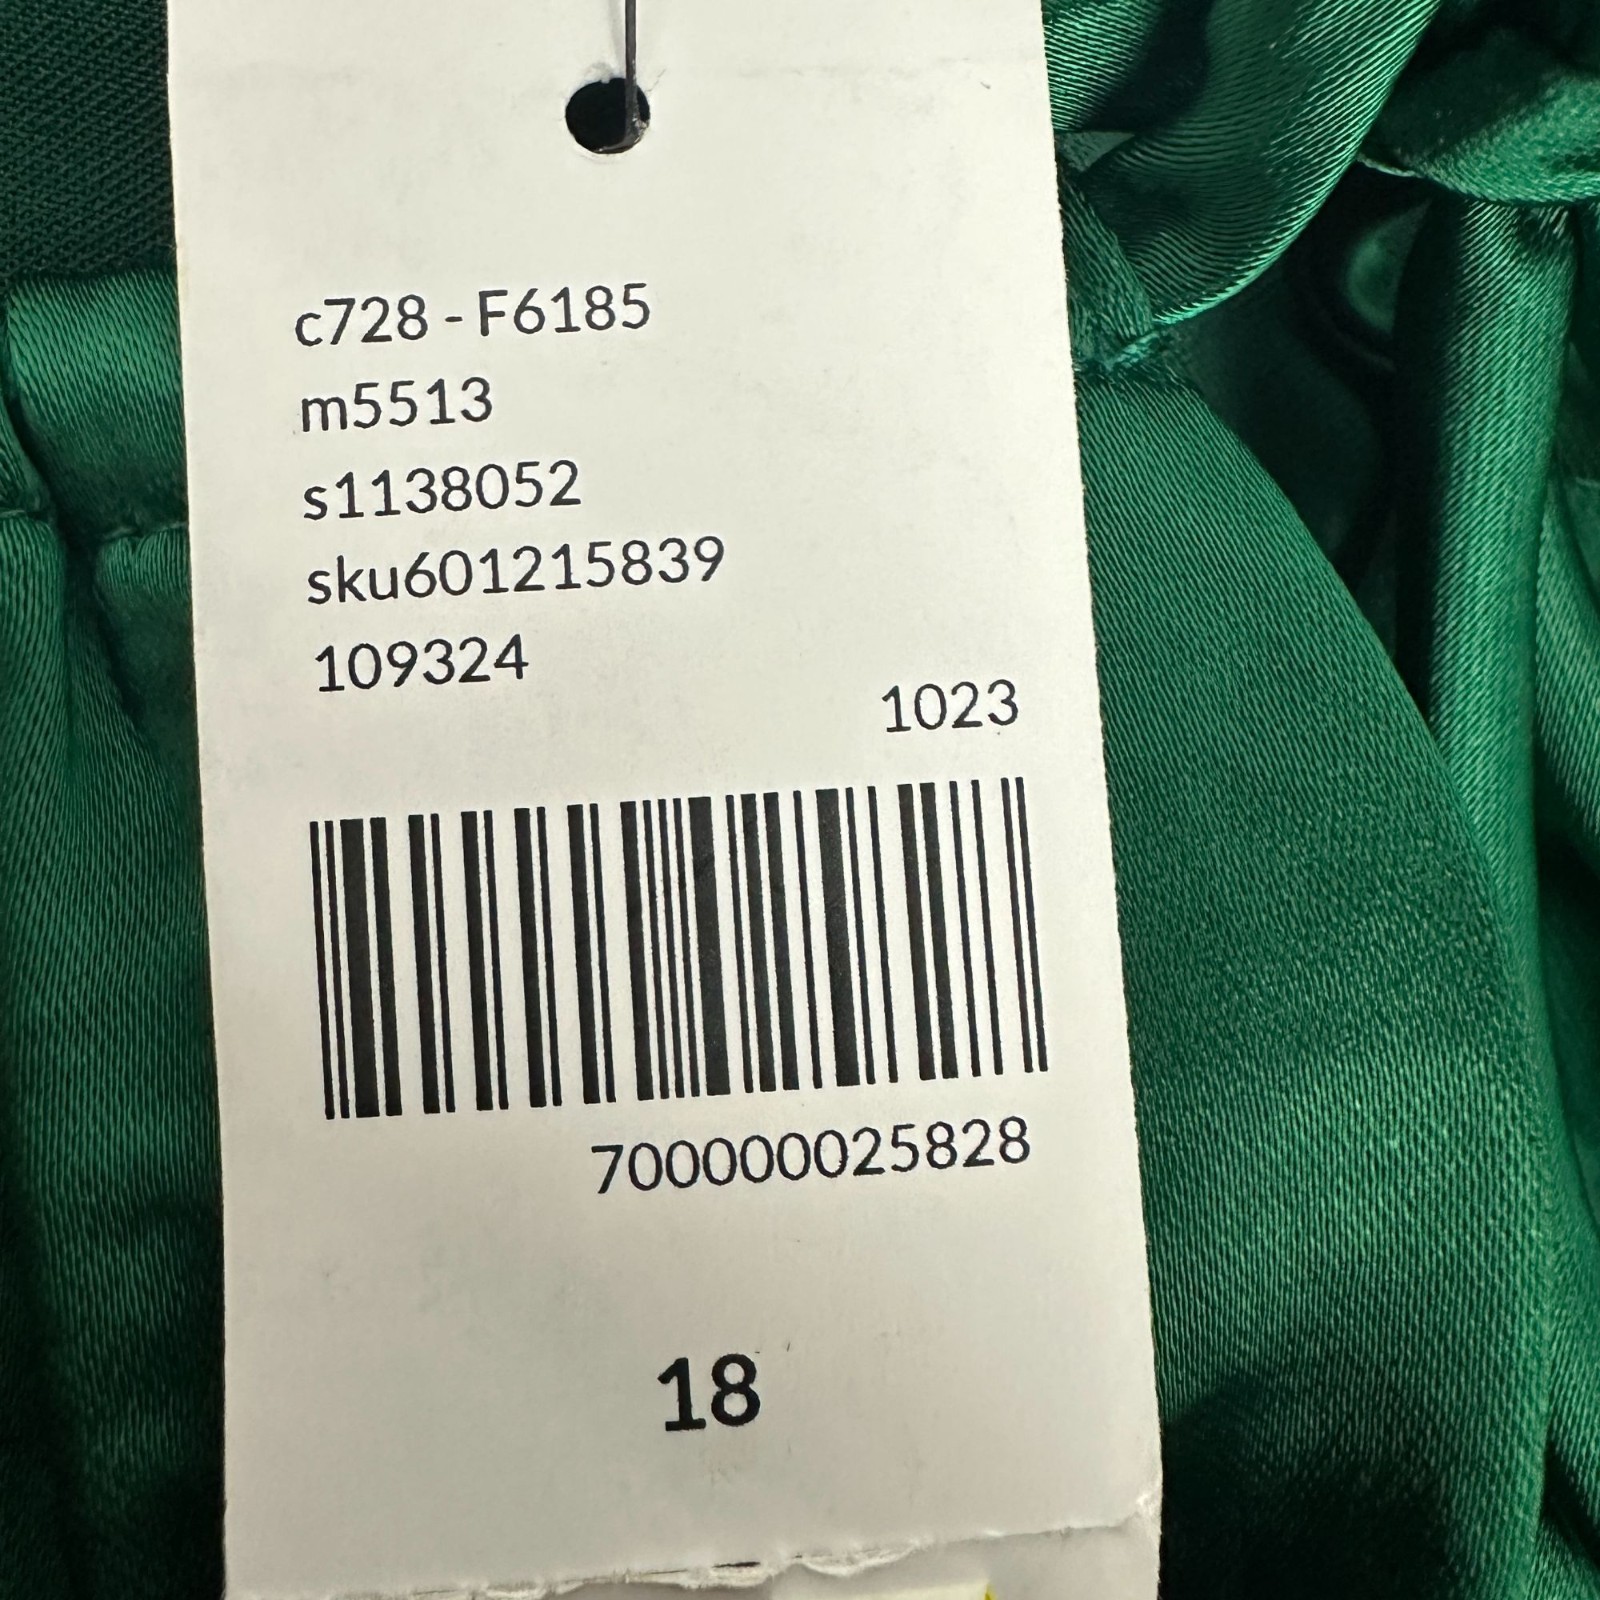 c728 - F6185
m5513
s1138052
sku601215839
109324
1023
700000025828
18